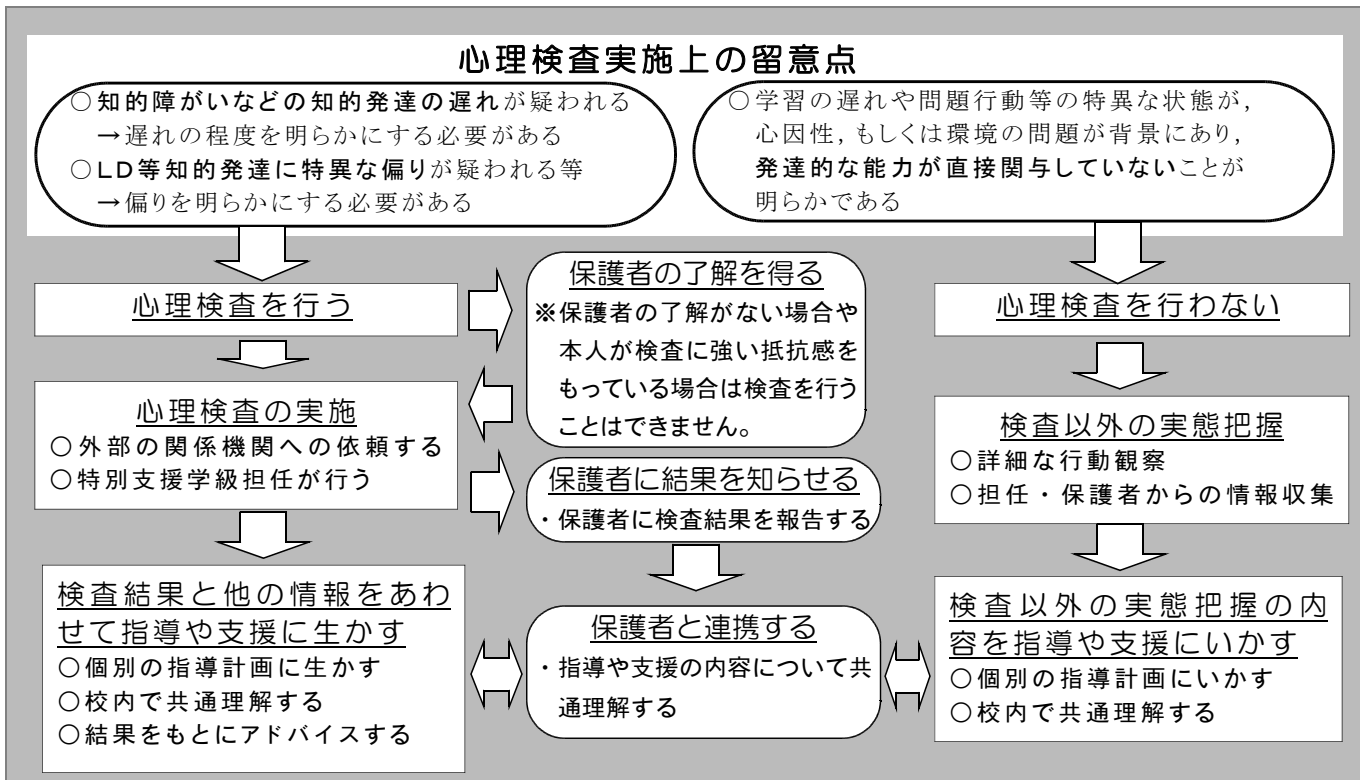 心理検査実施上の留意点
○知的障がいなどの知的発達の遅れが疑われる
→遅れの程度を明らかにする必要がある
○LD等知的発達に特異な偏りが疑われる等
→偏りを明らかにする必要がある
○学習の遅れや問題行動等の特異な状態が，
心因性，もしくは環境の問題が背景にあり，
発達的な能力が直接関与していないことが
明らかである
心理検査を行う
保護者の了解を得る
※保護者の了解がない場合や
本人が検査に強い抵抗感を
もっている場合は検査を行う
ことはできません。
心理検査を行わない
心理検査の実施
○外部の関係機関への依頼する
○特別支援学級担任が行う
保護者に結果を知らせる
・保護者に検査結果を報告する
検査以外の実態把握
○詳細な行動観察
○担任・保護者からの情報収集
検査結果と他の情報をあわ
せて指導や支援に生かす
○個別の指導計画に生かす
○校内で共通理解する
○結果をもとにアドバイスする
保護者と連携する
・指導や支援の内容について共
通理解する
検査以外の実態把握の内
容を指導や支援にいかす
○個別の指導計画にいかす
○校内で共通理解する